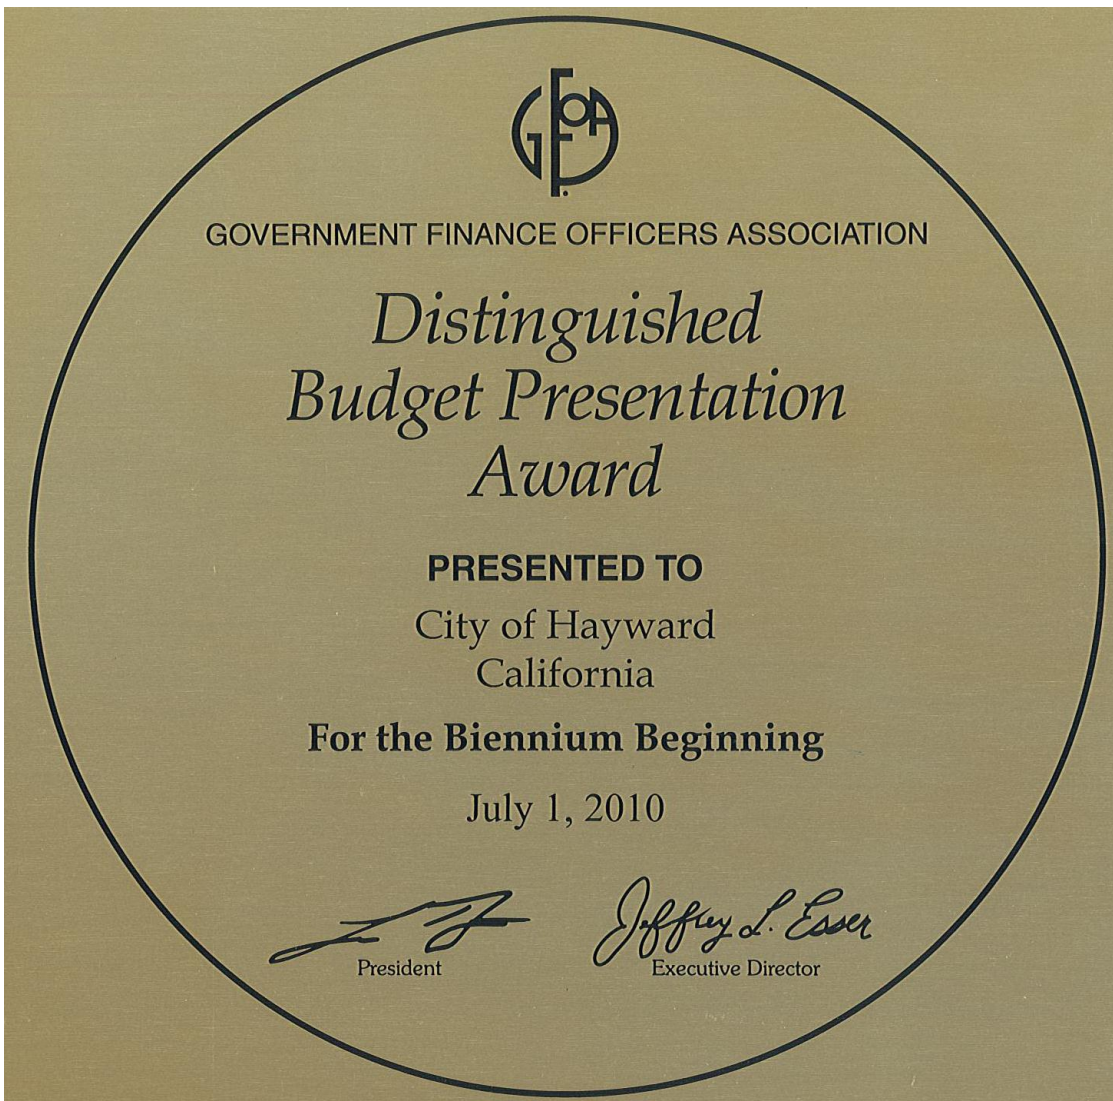 GFOA
GOVERNMENT FINANCE OFFICERS ASSOCIATION
Distinguished
Budget Presentation
Award
PRESENTED TO
City of Hayward
California
For the Biennium Beginning
July 1, 2010
Jeffrey L. Esser
President
Executive Director